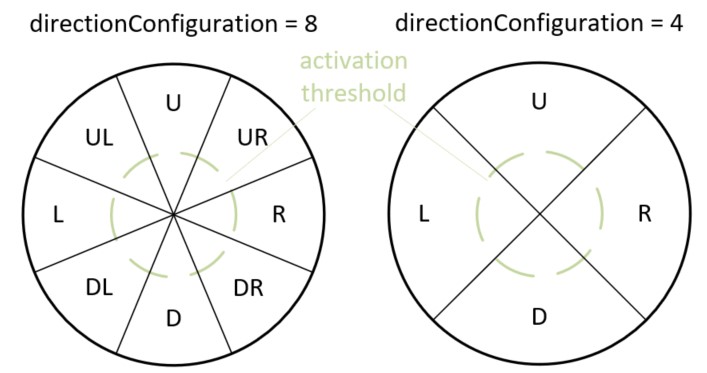 directionConfiguration = 8
directionConfiguration = 4
activation
threshold
U
UL
UR
L
R
DL
DR
D
U
L
R
D